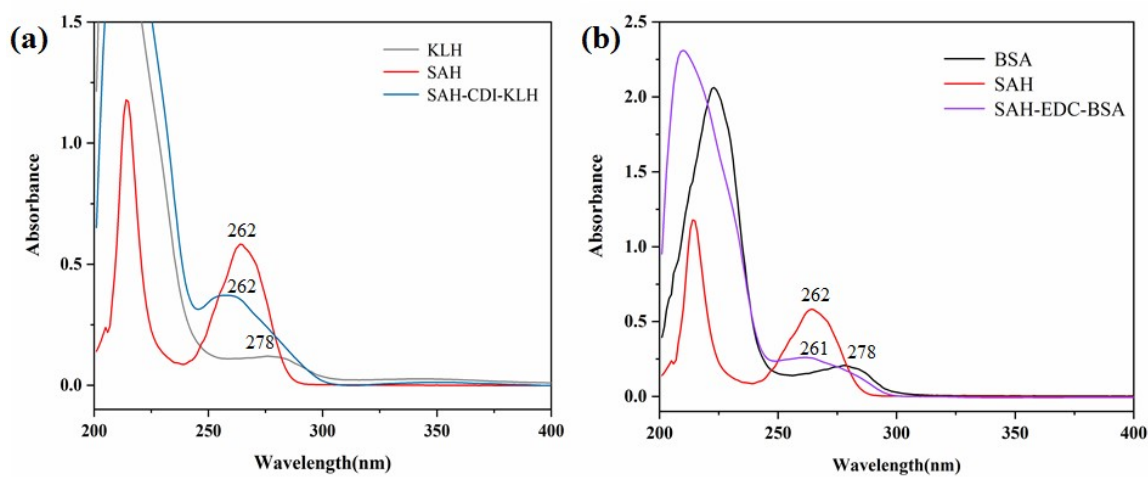 (a)
KLH
SAH
SAH-CDI-KLH
262
262
278
1.5
1.0
0.5
0.0
200 250 300 350 400
Absorbance
Wavelength(nm)
(b)
BSA
SAH
SAH-EDC-BSA
262
261 278
2.5
2.0
1.5
1.0
0.5
0.0
200 250 300 350 400
Absorbance
Wavelength(nm)